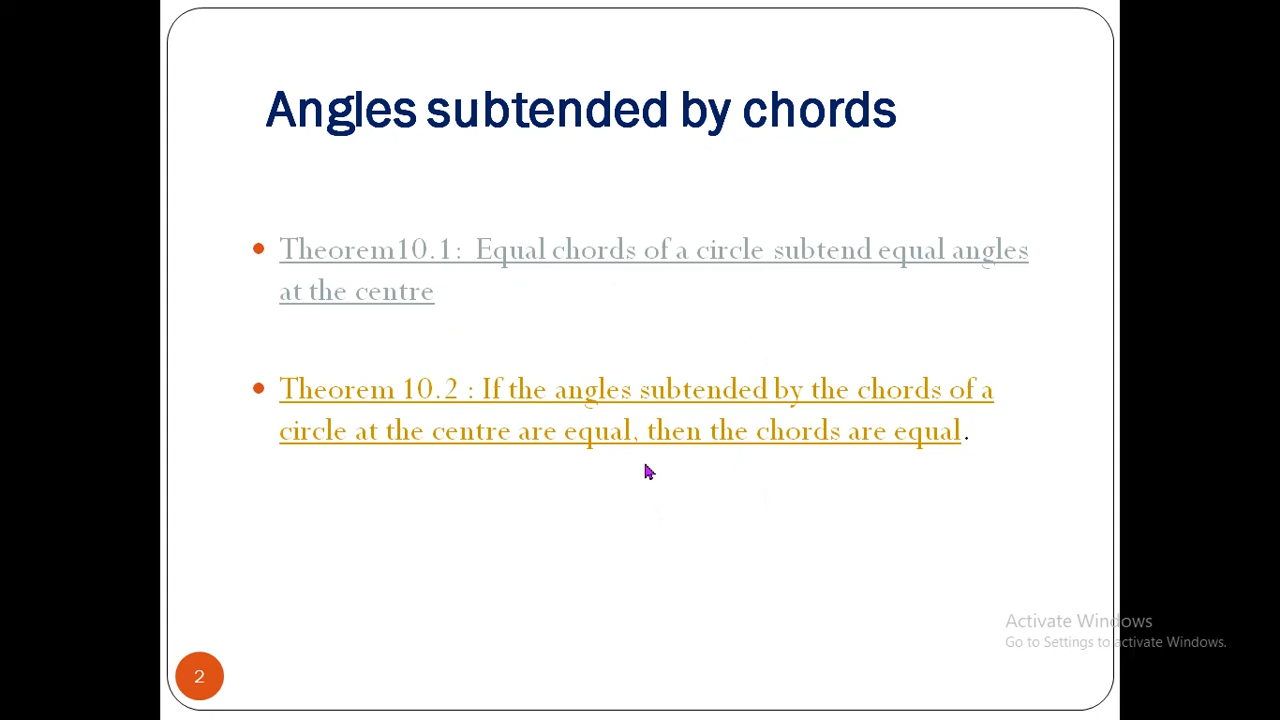 Angles subtended by chords
• Theorem10.1: Equal chords of a circle subtend equal angles
at the centre
• Theorem 10.2 : If the angles subtended by the chords of a
circle at the centre are equal, then the chords are equal.
Activate Windows
Go to Settings to activate Windows.
2